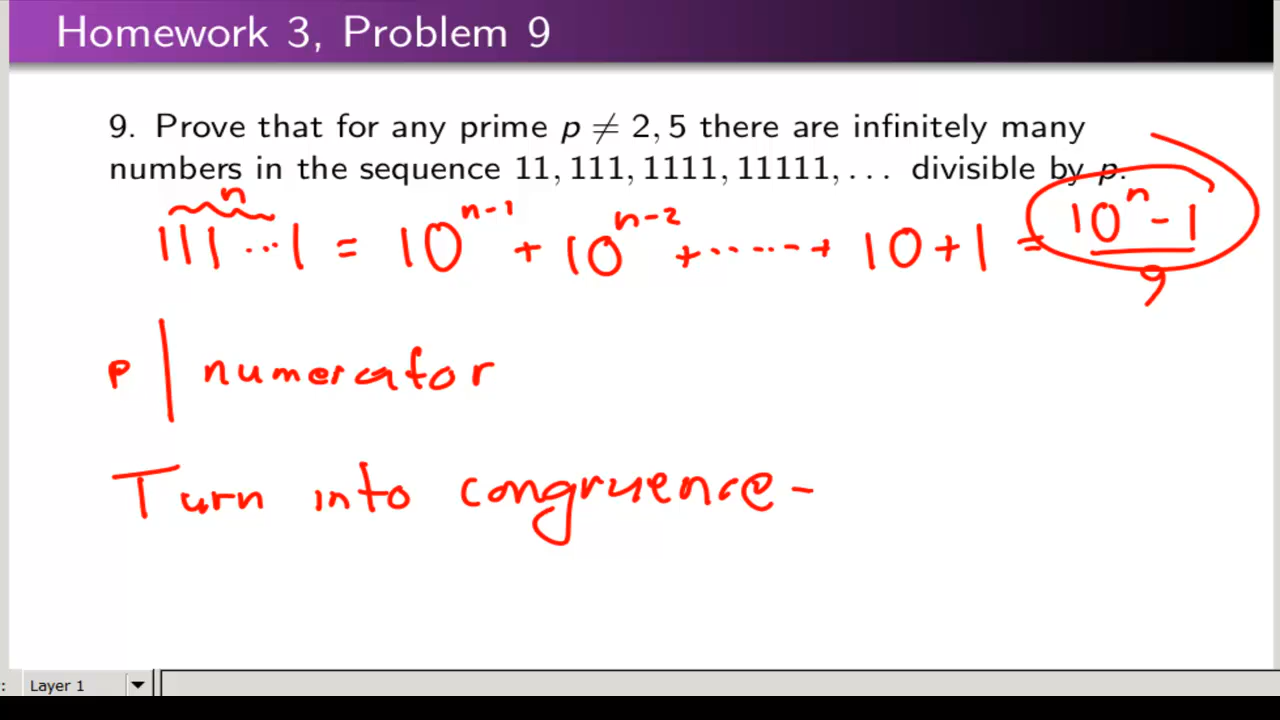 Homework 3, Problem 9
9. Prove that for any prime p ≠ 2, 5 there are infinitely many
numbers in the sequence 11, 111, 1111, 11111, . . . divisible by p.
n
111 ... 1 = 10^{n-1} + 10^{n-2} + ...... + 10 + 1 = \frac{10^n - 1}{9}
p | numerator
Turn into congruence -
: Layer 1